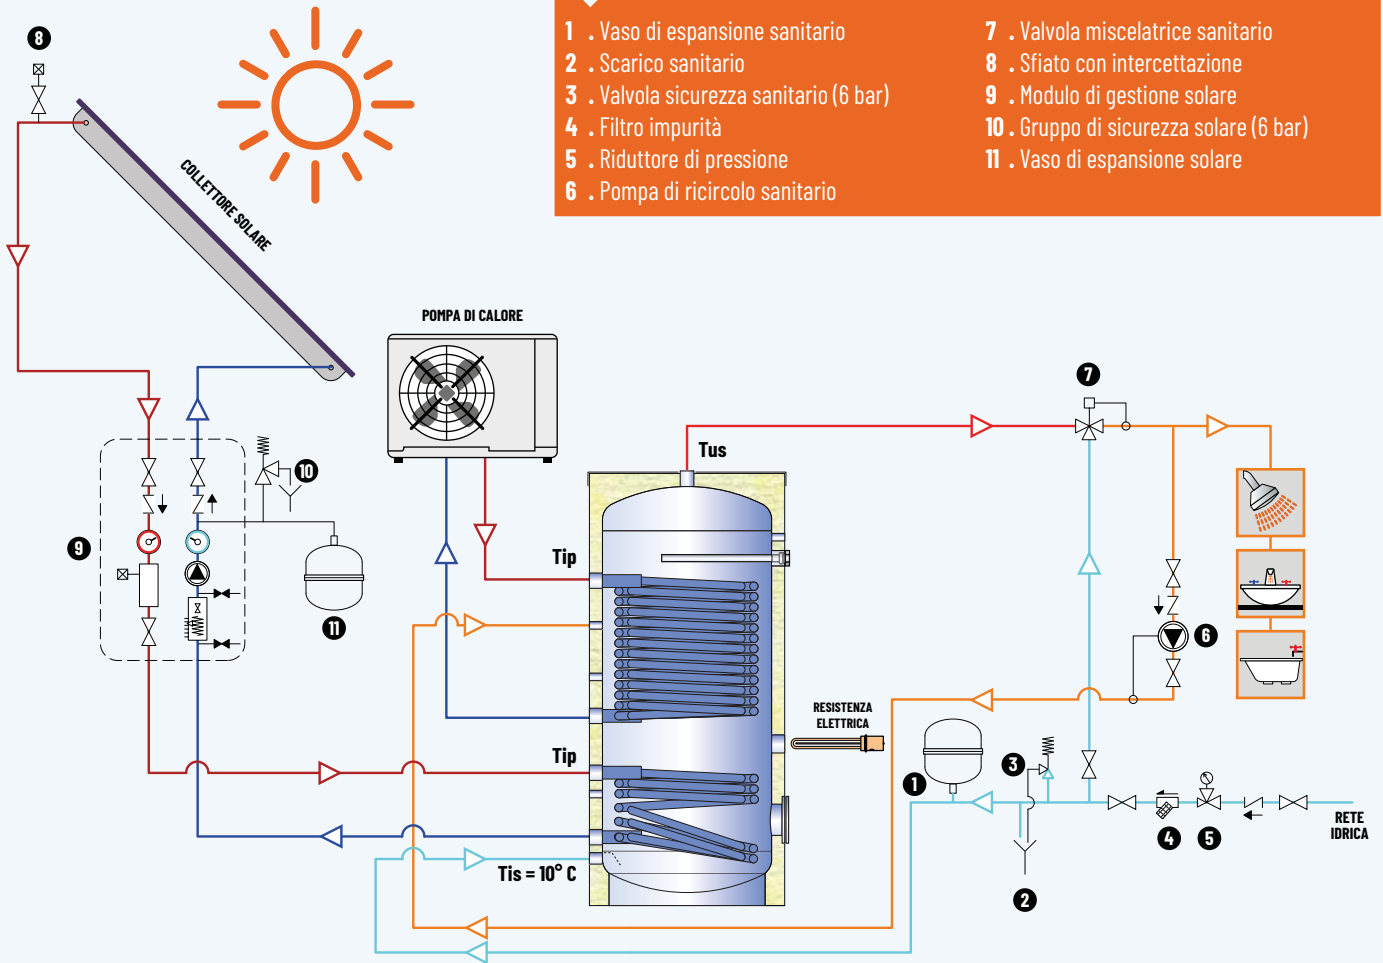 1 . Vaso di espansione sanitario
2 . Scarico sanitario
3 . Valvola sicurezza sanitario (6 bar)
4 . Filtro impurità
5 . Riduttore di pressione
6 . Pompa di ricircolo sanitario
7 . Valvola miscelatrice sanitario
8 . Sfiato con intercettazione
9 . Modulo di gestione solare
10 . Gruppo di sicurezza solare (6 bar)
11 . Vaso di espansione solare
8
COLLETTORE SOLARE
POMPA DI CALORE
7
Tus
10
9
Tip
11
6
RESISTENZA
ELETTRICA
Tip
3
1
4
5
RETE
IDRICA
Tis = 10° C
2